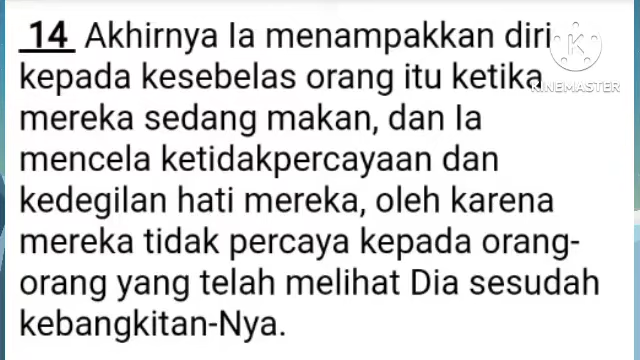 14 Akhirnya Ia menampakkan diri
kepada kesebelas orang itu ketika
mereka sedang makan, dan Ia
mencela ketidakpercayaan dan
kedegilan hati mereka, oleh karena
mereka tidak percaya kepada orang-
orang yang telah melihat Dia sesudah
kebangkitan-Nya.
K
KINEMASTER